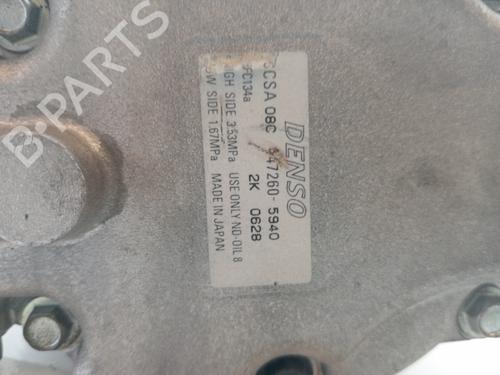 DENSO
SCSA 08C 447260-5940
HFC134a 2K 0628
HIGH SIDE 3.53MPa USE ONLY ND-OIL 8
LOW SIDE 1.67MPa MADE IN JAPAN
B-PARTS